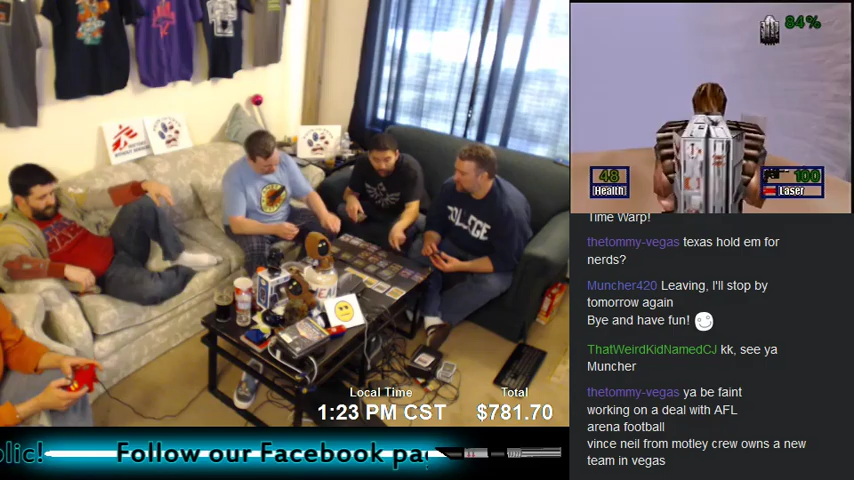 84%
48
Health
100
Laser
COLLEGE
Time Warp!
thetommy-vegas texas hold em for
nerds?
Muncher420 Leaving, I'll stop by
tomorrow again
Bye and have fun!
ThatWeirdKidNamedCJ kk, see ya
Muncher
thetommy-vegas ya be faint
working on a deal with AFL
arena football
vince neil from motley crew owns a new
team in vegas
Local Time
1:23 PM CST
Total
$781.70
lic!
Follow our Facebook pa